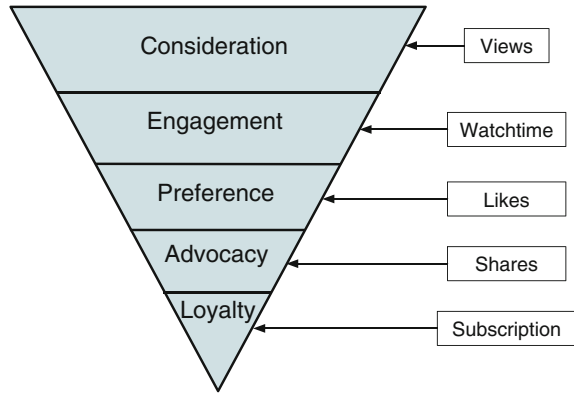 Consideration
Views
Engagement
Watchtime
Preference
Likes
Advocacy
Shares
Loyalty
Subscription